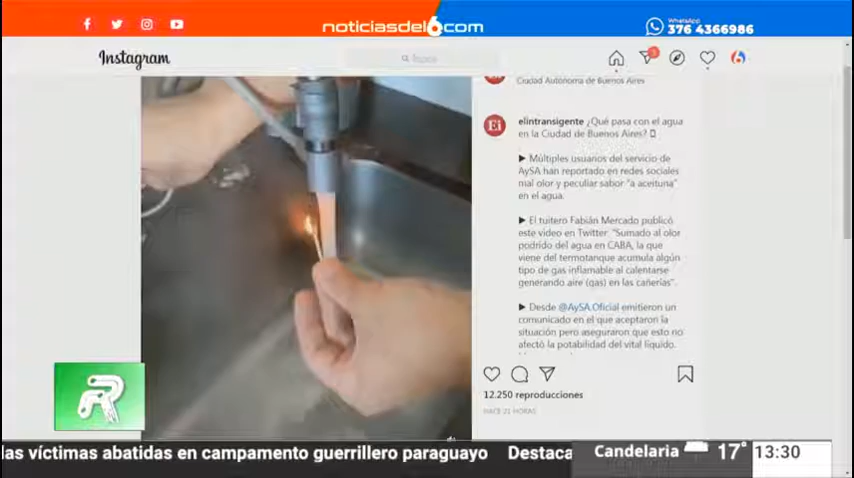 noticiasdel6.com
WhatsApp
376 4366986
Instagram
Busca
5
Ciudad Autónoma de Buenos Aires
Ei
elintransigente ¿Qué pasa con el agua
en la Ciudad de Buenos Aires?
▶ Múltiples usuarios del servicio de
AySA han reportado en redes sociales
mal olor y peculiar sabor "a aceituna"
en el agua.
▶ El tuitero Fabián Mercado publicó
este video en Twitter: "Sumado al olor
podrido del agua en CABA, la que
viene del termotanque acumula algún
tipo de gas inflamable al calentarse
generando aire (gas) en las cañerías".
▶ Desde @AySA.Oficial emitieron un
comunicado en el que aceptaron la
situación pero aseguraron que esto no
afectó la potabilidad del vital líquido.
12.250 reproducciones
HACE 21 HORAS
R
las víctimas abatidas en campamento guerrillero paraguayo Destaca
Candelaria 17° 13:30